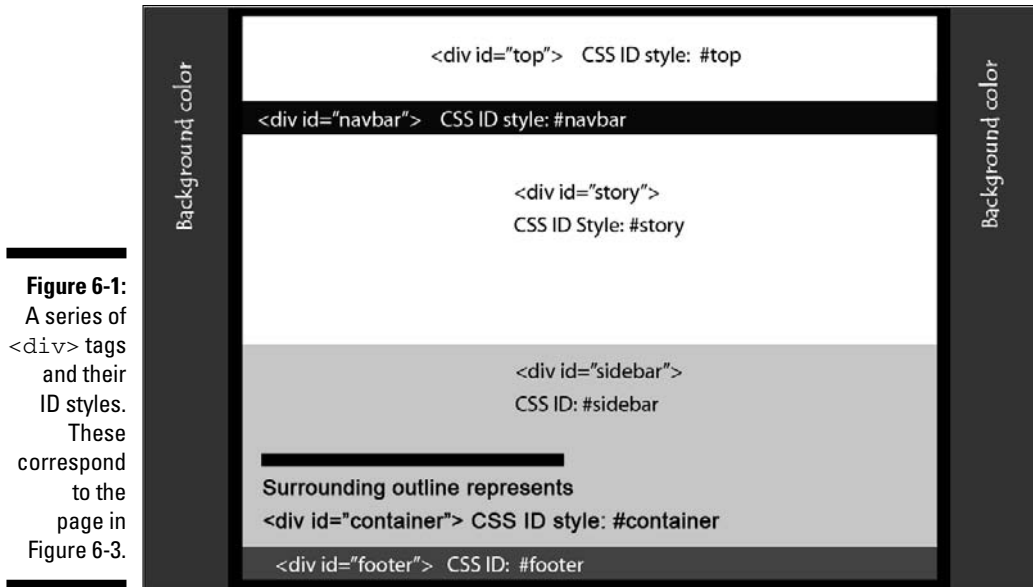 Figure 6-1:
A series of
<div> tags
and their
ID styles.
These
correspond
to the
page in
Figure 6-3.
Background color
<div id="top"> CSS ID style: #top
<div id="navbar"> CSS ID style: #navbar
<div id="story">
CSS ID Style: #story
<div id="sidebar">
CSS ID: #sidebar
Surrounding outline represents
<div id="container"> CSS ID style: #container
<div id="footer"> CSS ID: #footer
Background color